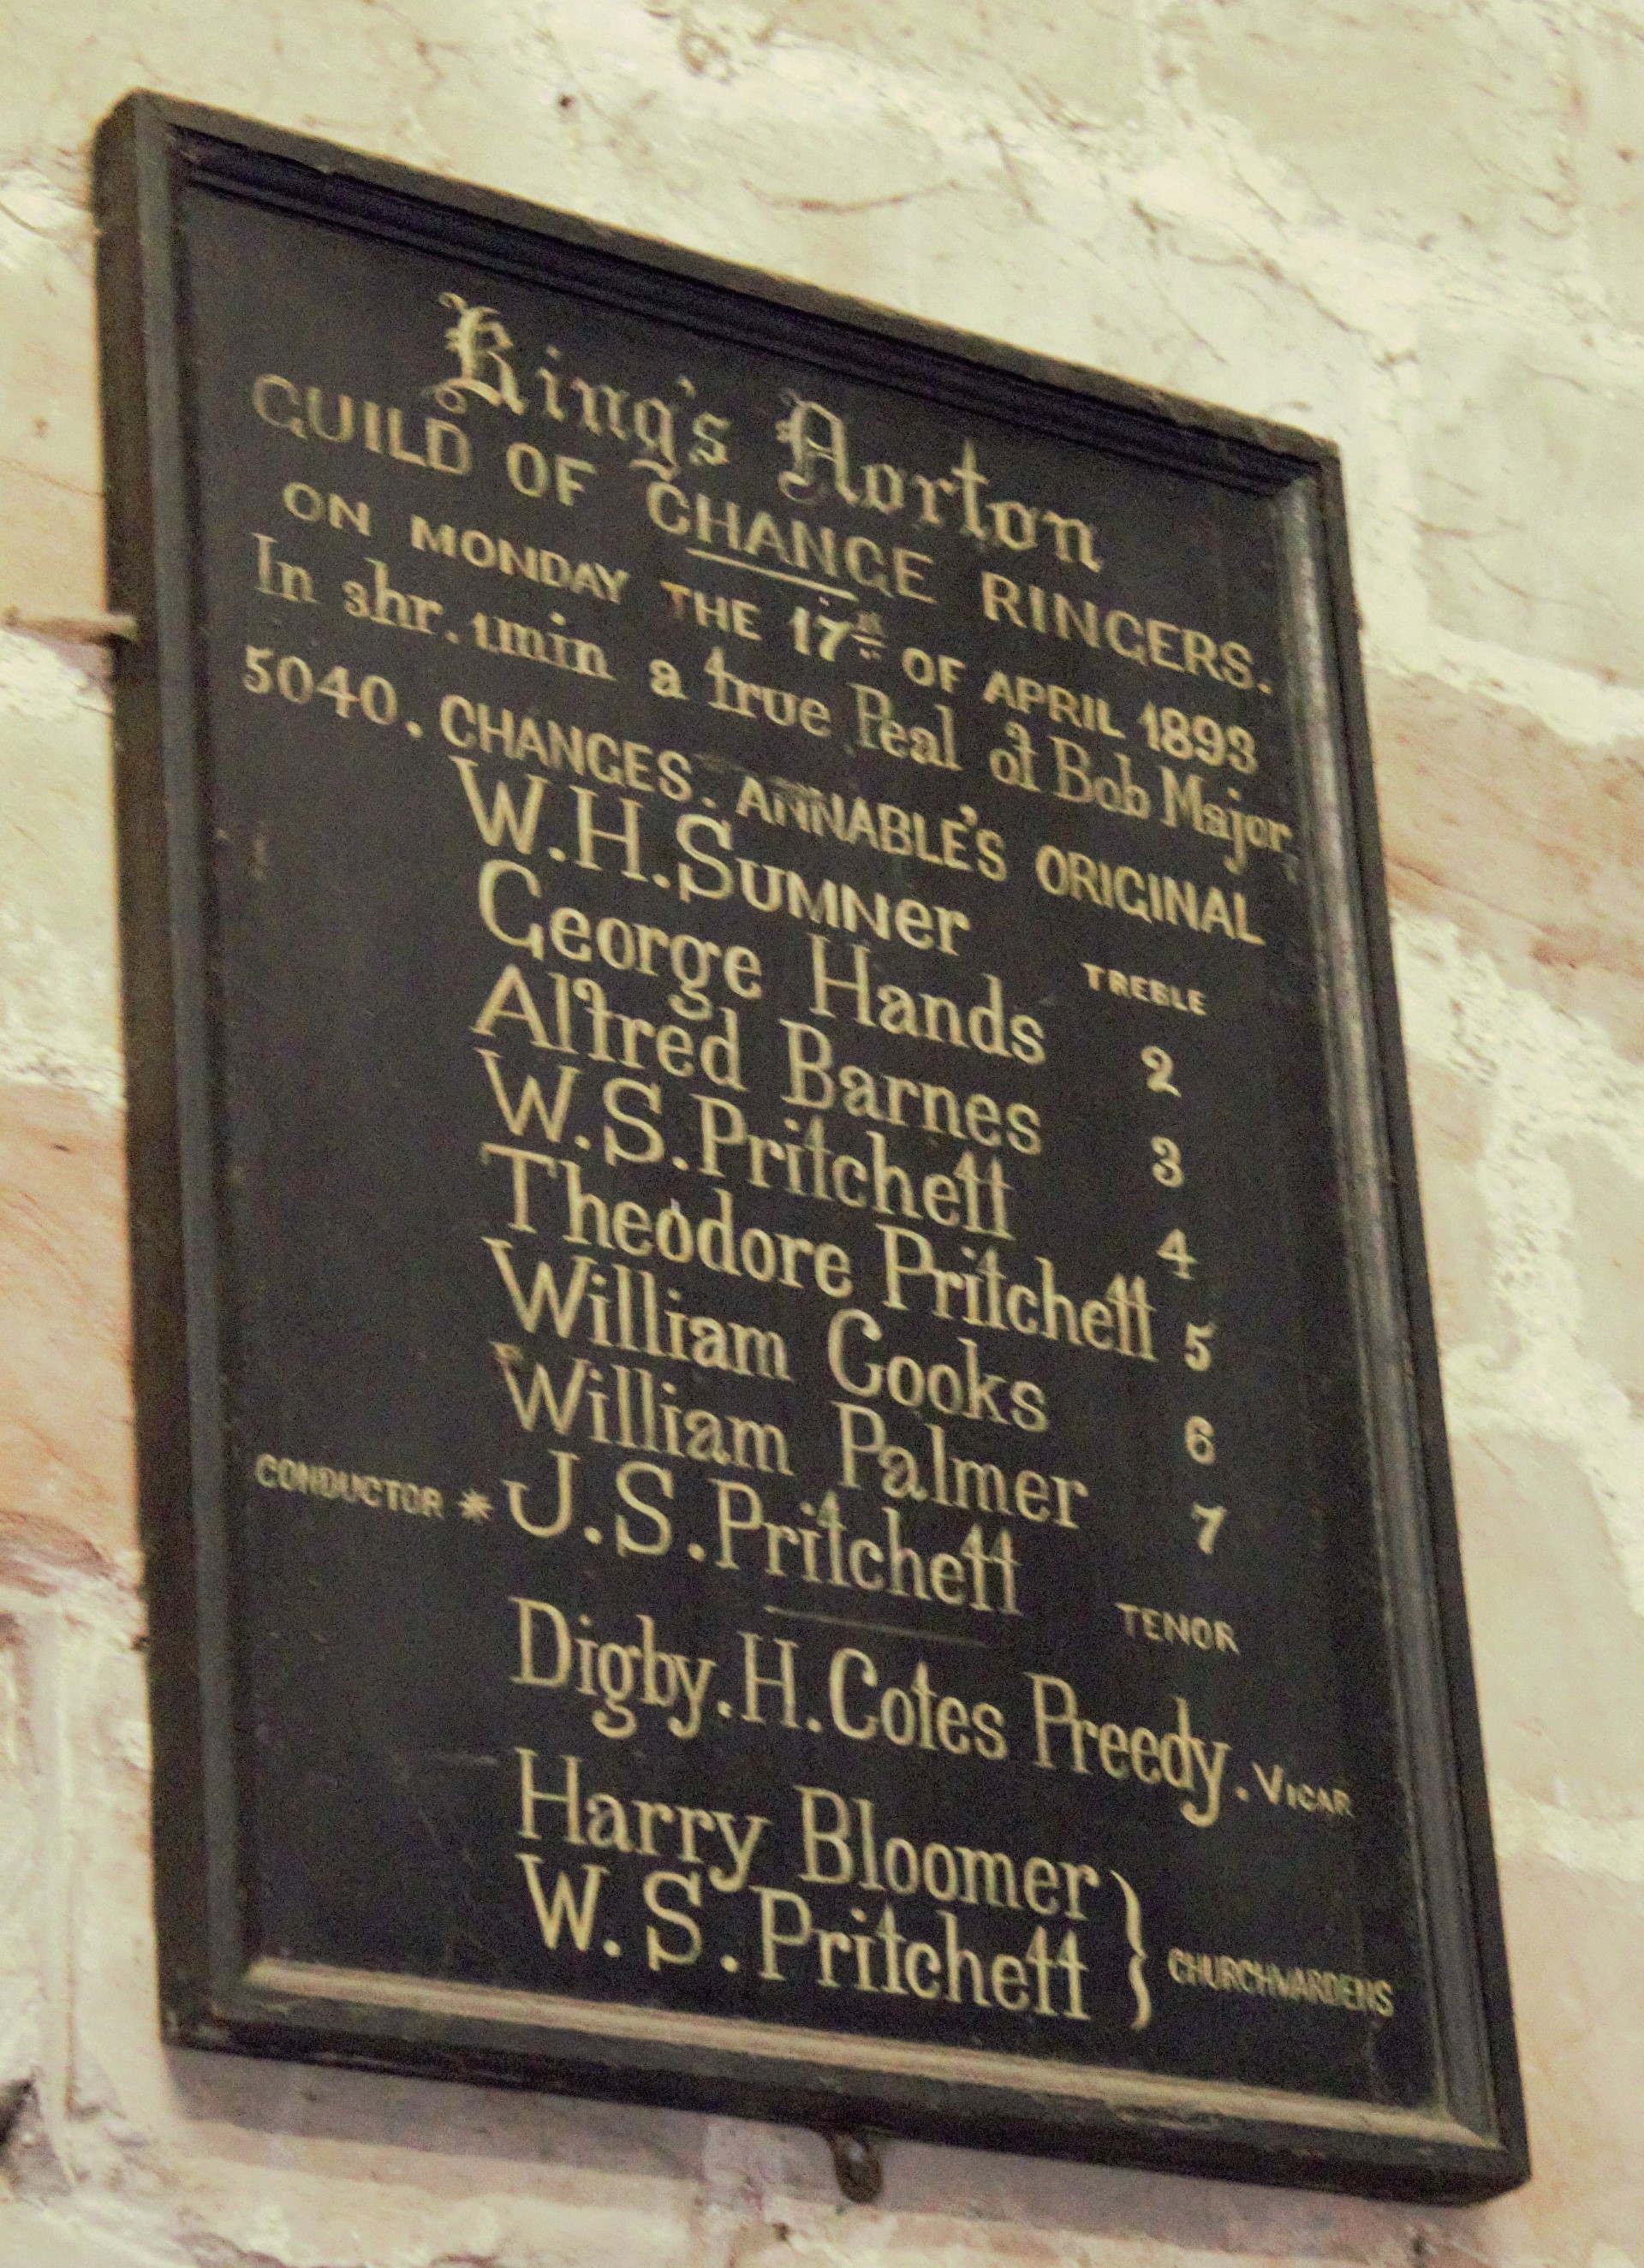 King's Norton
GUILD OF CHANGE RINGERS.
ON MONDAY THE 17th OF APRIL 1893
In 3hr. 1min a true Peal of Bob Major,
5040. CHANGES. ANNABLE'S ORIGINAL
W.H.SUMNer TREBLE
George Hands 2
Alfred Barnes 3
W.S.Pritchett 4
Theodore Pritchett 5
William Cooks 6
William Palmer 7
CONDUCTOR * J.S.Pritchett TENOR
Digby.H.Cotes Preedy. VICAR
Harry Bloomer
W.S.Pritchett } CHURCHWARDENS